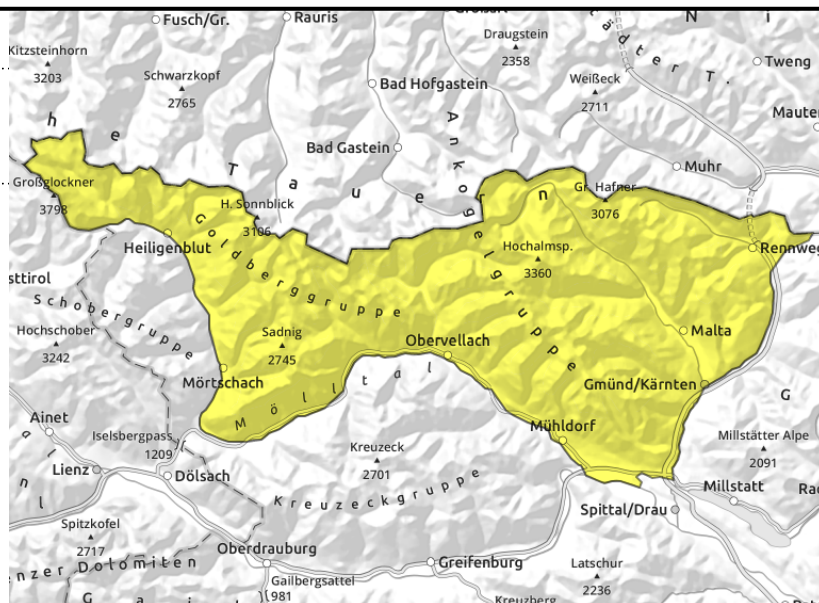 Fusch/Gr.
Rauris
N i
Kitzsteinhorn
3203
Schwarzkopf
2765
Draugstein
2358
Bad Hofgastein
Weißeck
2711
Tweng
Mauter
Bad Gastein
Muhr
Großglockner
3798
H. Sonnblick
3106
Gr. Hafner
3076
Heiligenblut
Goldberggruppe
Ankogelgruppe
Hochalmsp.
3360
Rennweg
sttirol
Schobergruppe
Hochschober
3242
Sadnig
2745
Obervellach
Malta
Mörtschach
Mölltal
Gmünd/Kärnten
G
Ainet
Iselsbergpass
1209
Mühldorf
Millstätter Alpe
2091
Kreuzeck
2701
Lienz
Dölsach
Kreuzeckgruppe
Millstatt
Spittal/Drau
Spitzkofel
2717
Oberdrauburg
Greifenburg
Latschur
2236
enzer Dolomiten
Gailbergsattel
981
Kreuzberg
G a i